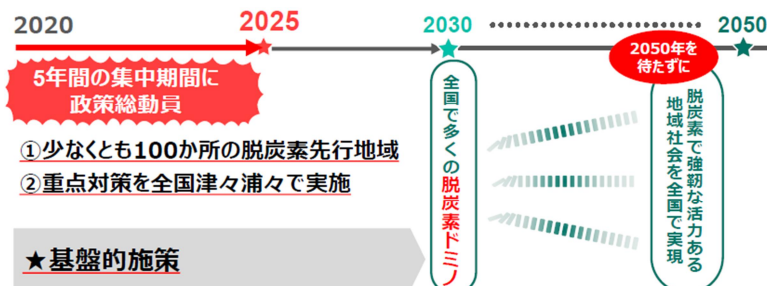 2020
2025
2030
2050
5年間の集中期間に
政策総動員
①少なくとも100か所の脱炭素先行地域
②重点対策を全国津々浦々で実施
★基盤的施策
全国で多くの脱炭素ドミノ
2050年を
待たずに
脱炭素で強靭な活力ある
地域社会を全国で実現